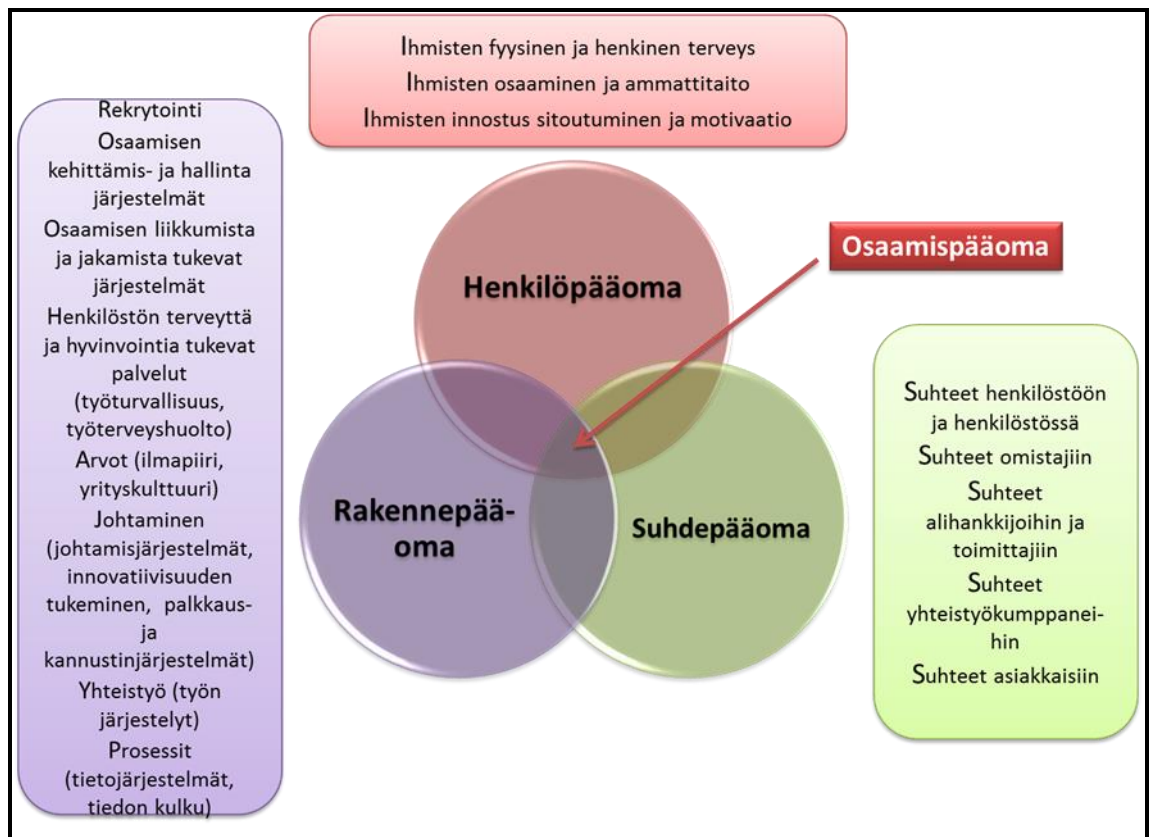 Ihmisten fyysinen ja henkinen terveys
Ihmisten osaaminen ja ammattitaito
Ihmisten innostus sitoutuminen ja motivaatio
Rekrytointi
Osaamisen
kehittämis- ja hallinta
järjestelmät
Osaamisen liikkumista
ja jakamista tukevat
järjestelmät
Henkilöstön terveyttä
ja hyvinvointia tukevat
palvelut
(työturvallisuus,
työterveyshuolto)
Arvot (ilmapiiri,
yrityskulttuuri)
Johtaminen
(johtamisjärjestelmät,
innovatiivisuuden
tukeminen, palkkaus-
ja
kannustinjärjestelmät)
Yhteistyö (työn
järjestelyt)
Prosessit
(tietojärjestelmät,
tiedon kulku)
Henkilöpääoma
Rakennepää-
oma
Suhdepääoma
Osaamispääoma
Suhteet henkilöstöön
ja henkilöstössä
Suhteet omistajiin
Suhteet
alihankkijoihin ja
toimittajiin
Suhteet
yhteistyökumppanei-
hin
Suhteet asiakkaisiin